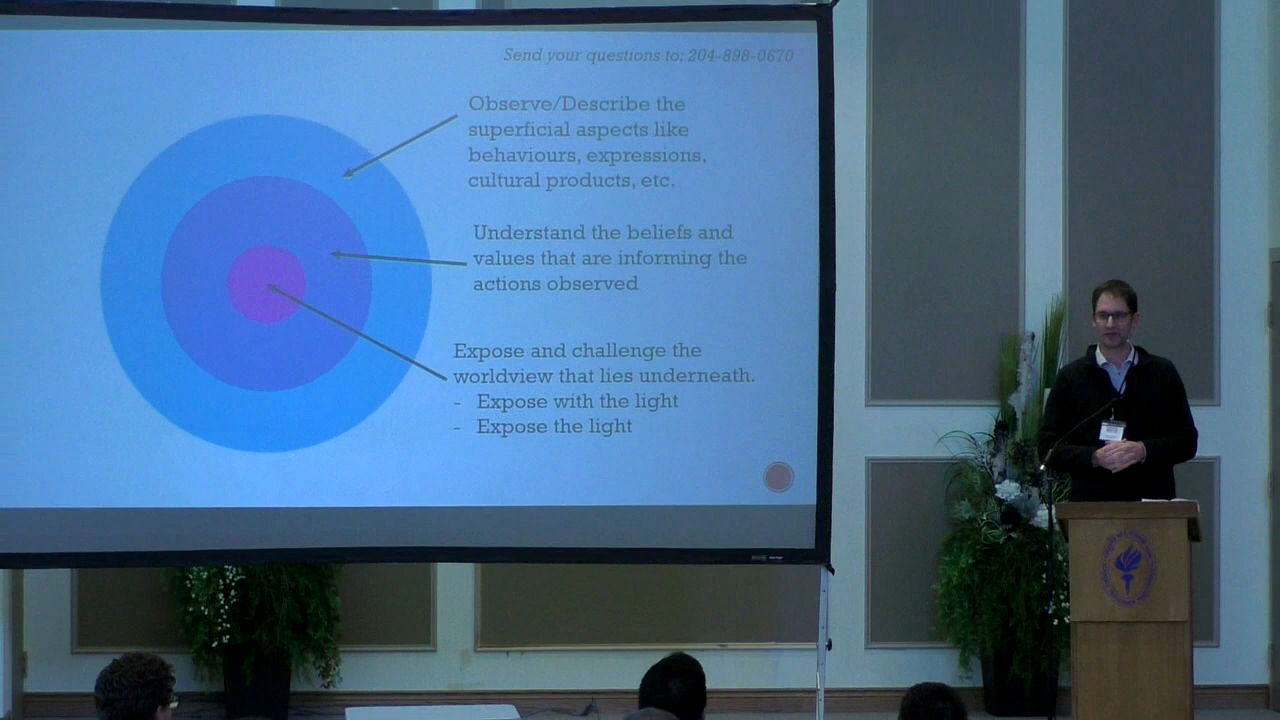 Send your questions to: 204-898-0670
Observe/Describe the
superficial aspects like
behaviours, expressions,
cultural products, etc.
Understand the beliefs and
values that are informing the
actions observed
Expose and challenge the
worldview that lies underneath.
- Expose with the light
- Expose the light